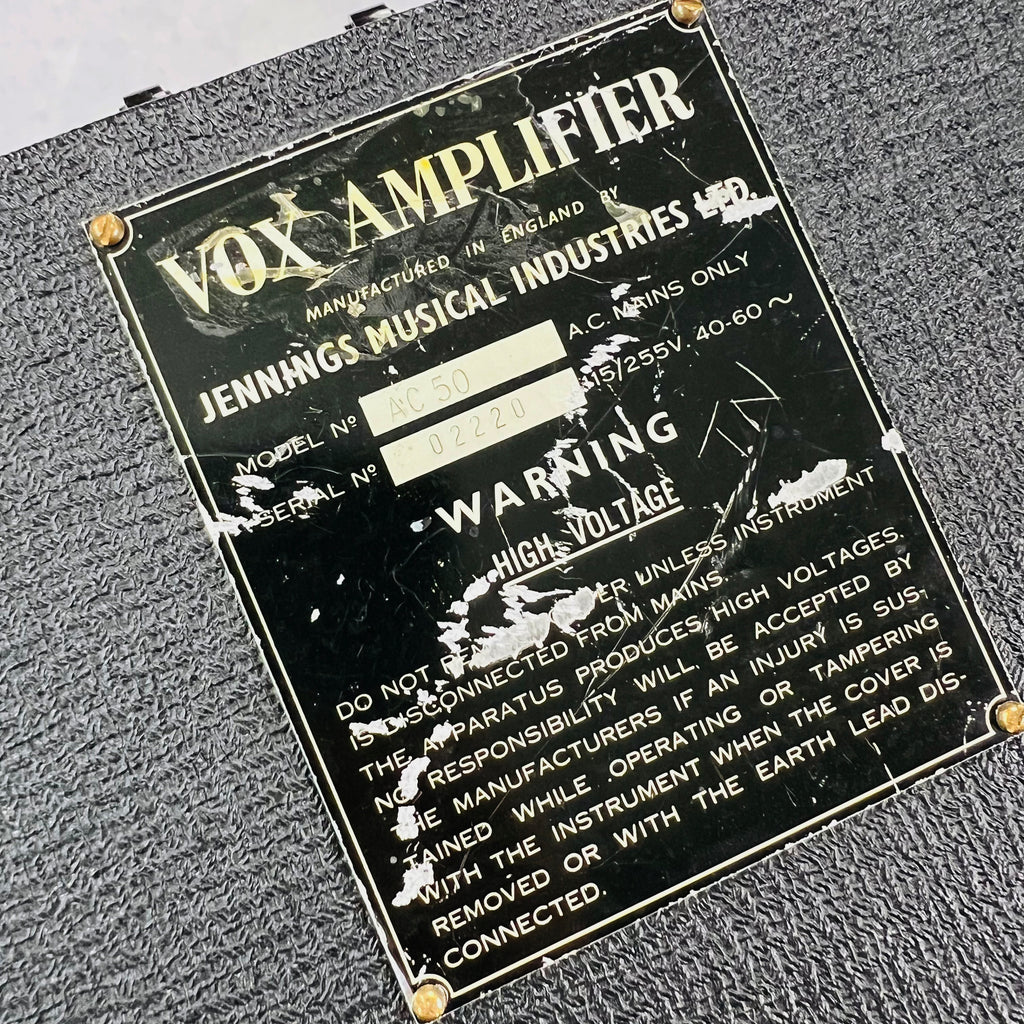 VOX AMPLIFIER
MANUFACTURED IN ENGLAND BY
JENNINGS MUSICAL INDUSTRIES LTD.
MODEL Nº AC 50 A.C. MAINS ONLY
SERIAL Nº 02220 15/255V. 40-60 ~
WARNING
HIGH VOLTAGE
DO NOT UNLESS INSTRUMENT
IS DISCONNECTED FROM MAINS.
THE APPARATUS PRODUCES HIGH VOLTAGES.
NO RESPONSIBILITY WILL BE ACCEPTED BY
THE MANUFACTURERS IF AN INJURY IS SUS-
TAINED WHILE OPERATING OR TAMPERING
WITH THE INSTRUMENT WHEN THE COVER IS
REMOVED OR WITH THE EARTH LEAD DIS-
CONNECTED.